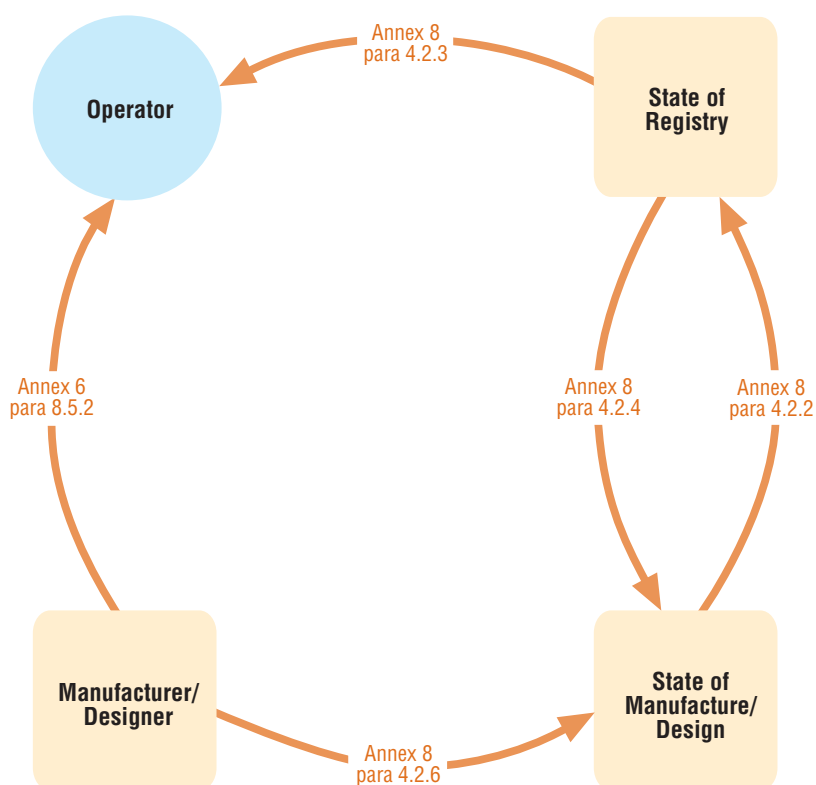 Annex 8
para 4.2.3
Operator
State of
Registry
Annex 6
para 8.5.2
Annex 8
para 4.2.4
Annex 8
para 4.2.2
Manufacturer/
Designer
State of
Manufacture/
Design
Annex 8
para 4.2.6